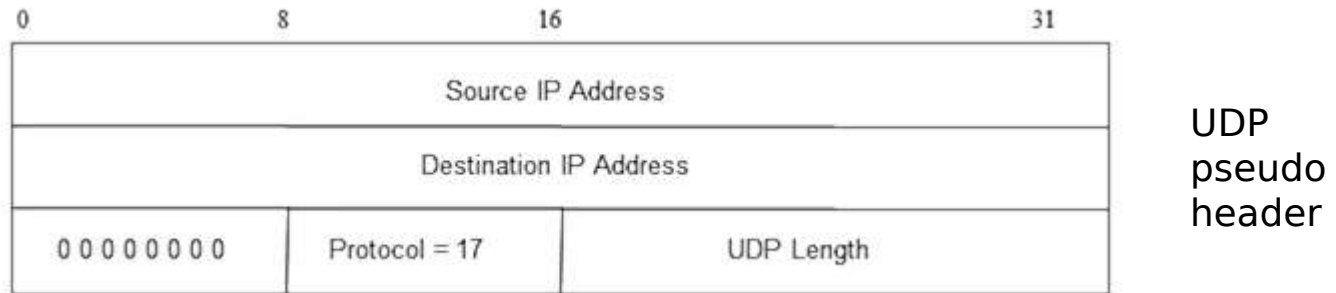 0 8 16 31
Source IP Address
Destination IP Address
0 0 0 0 0 0 0 0 Protocol = 17 UDP Length
UDP
pseudo
header